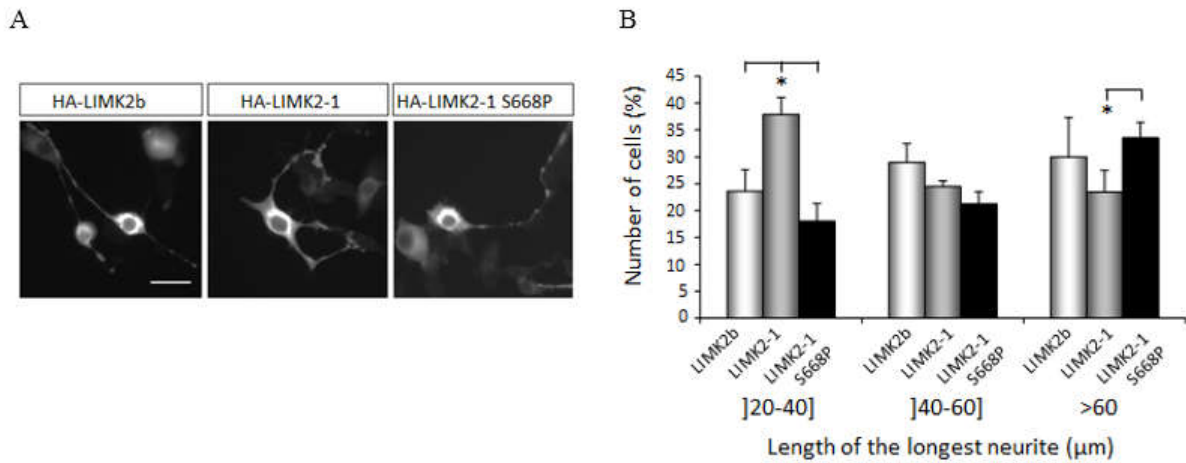 A
B
HA-LIMK2b
HA-LIMK2-1
HA-LIMK2-1 S668P
Number of cells (%)
45
40
35
30
25
20
15
10
5
0
*
*
LIMK2b
LIMK2-1
LIMK2-1 S668P
LIMK2b
LIMK2-1
LIMK2-1 S668P
LIMK2b
LIMK2-1
LIMK2-1 S668P
]20-40]
]40-60]
>60
Length of the longest neurite (μm)